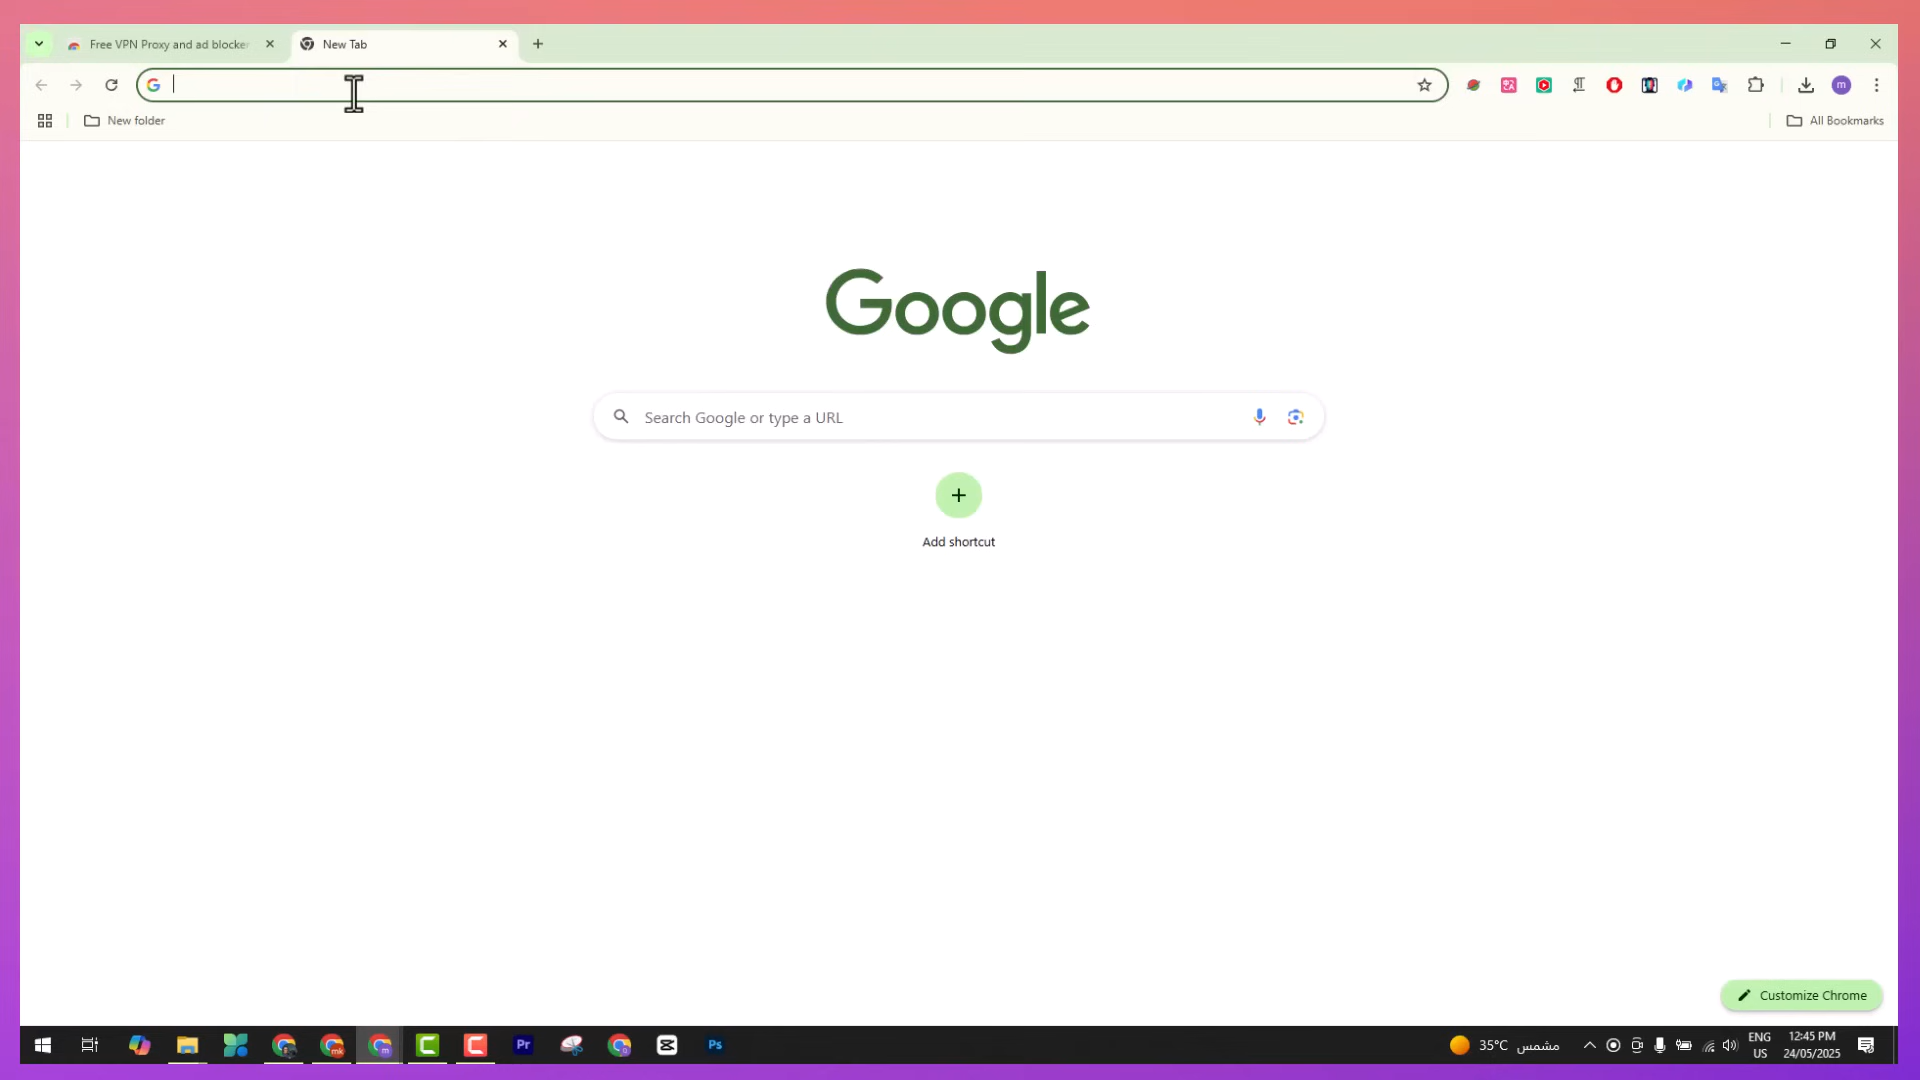 Free VPN Proxy and ad blocker
New Tab
m
New folder
All Bookmarks
Google
Search Google or type a URL
Add shortcut
Customize Chrome
mk
m
Pr
Ps
35°C مشمس
ENG
US
12:45 PM
24/05/2025